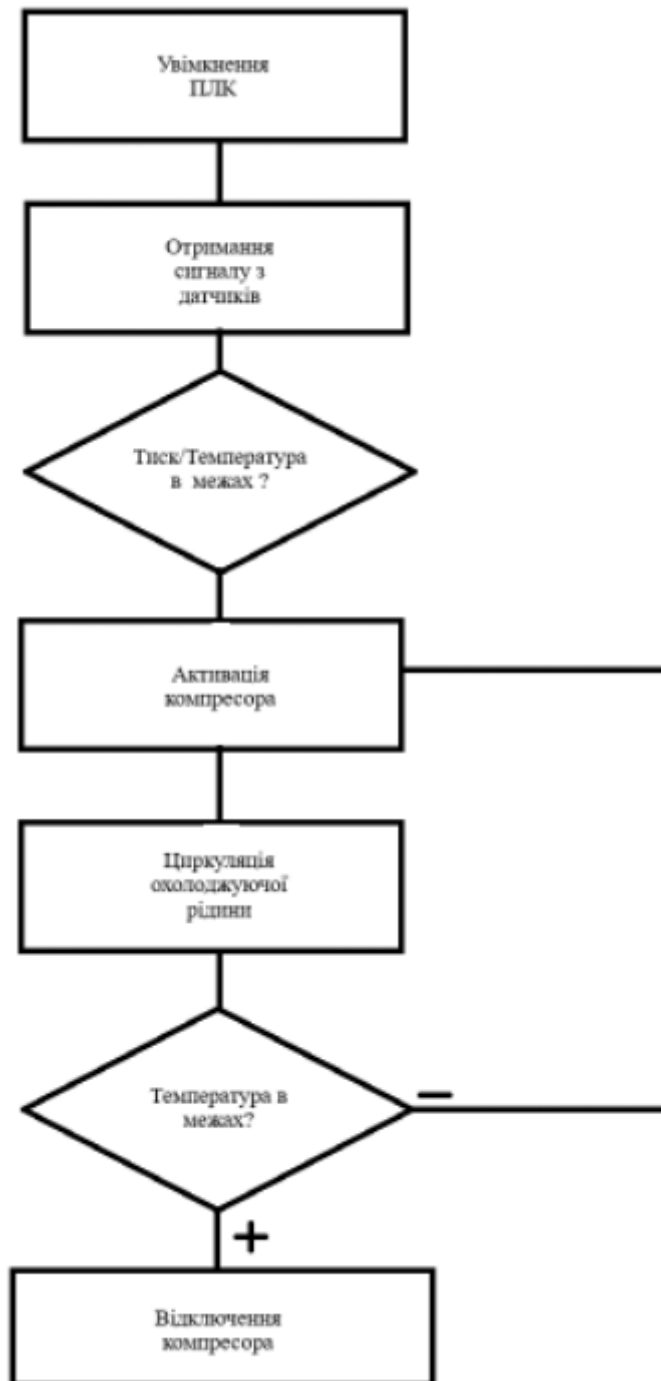 Увімкнення
ПЛК
Отримання
сигналу з
датчиків
Тиск/Температура
в межах ?
Активація
компресора
Циркуляція
охолоджуючої
рідини
Температура в
межах?
−
+
Відключення
компресора